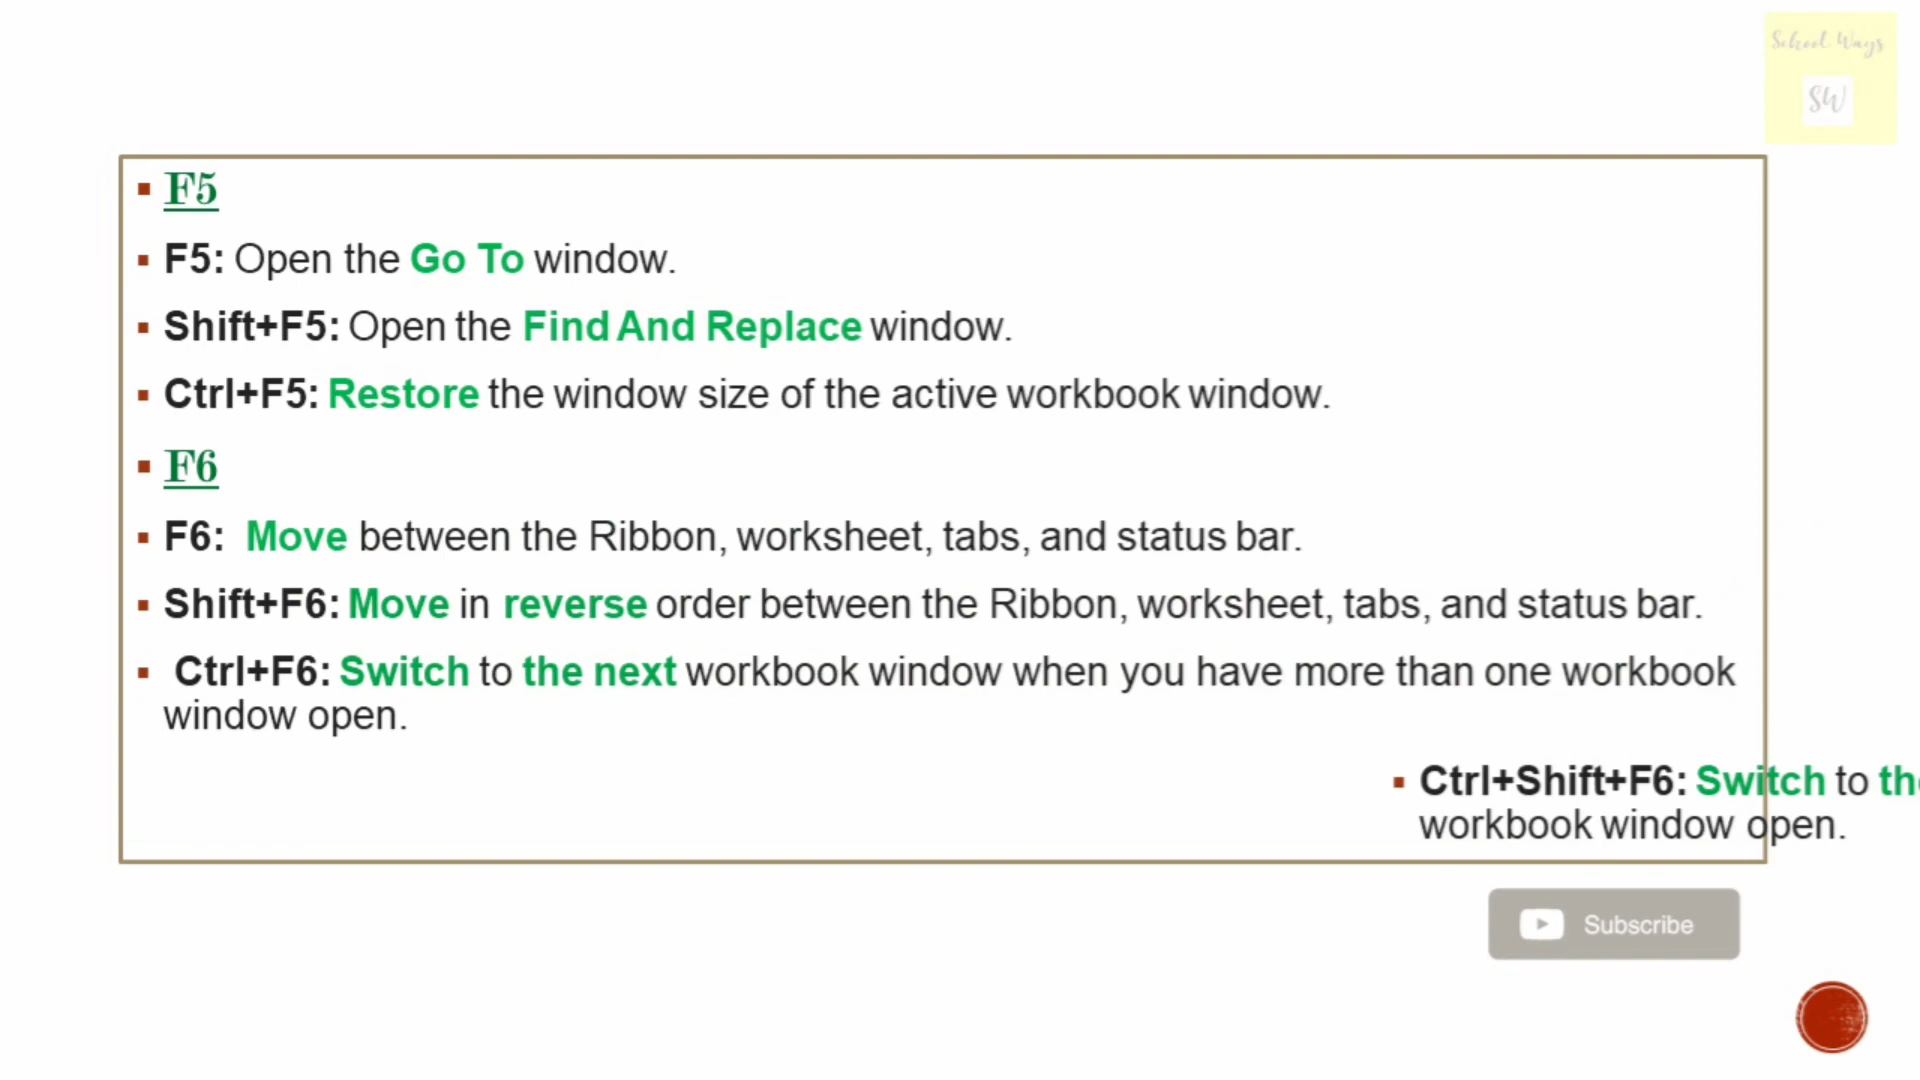 School Ways
SW
F5
F5: Open the Go To window.
Shift+F5: Open the Find And Replace window.
Ctrl+F5: Restore the window size of the active workbook window.
F6
F6: Move between the Ribbon, worksheet, tabs, and status bar.
Shift+F6: Move in reverse order between the Ribbon, worksheet, tabs, and status bar.
Ctrl+F6: Switch to the next workbook window when you have more than one workbook
window open.
Ctrl+Shift+F6: Switch to
workbook window open.
Subscribe